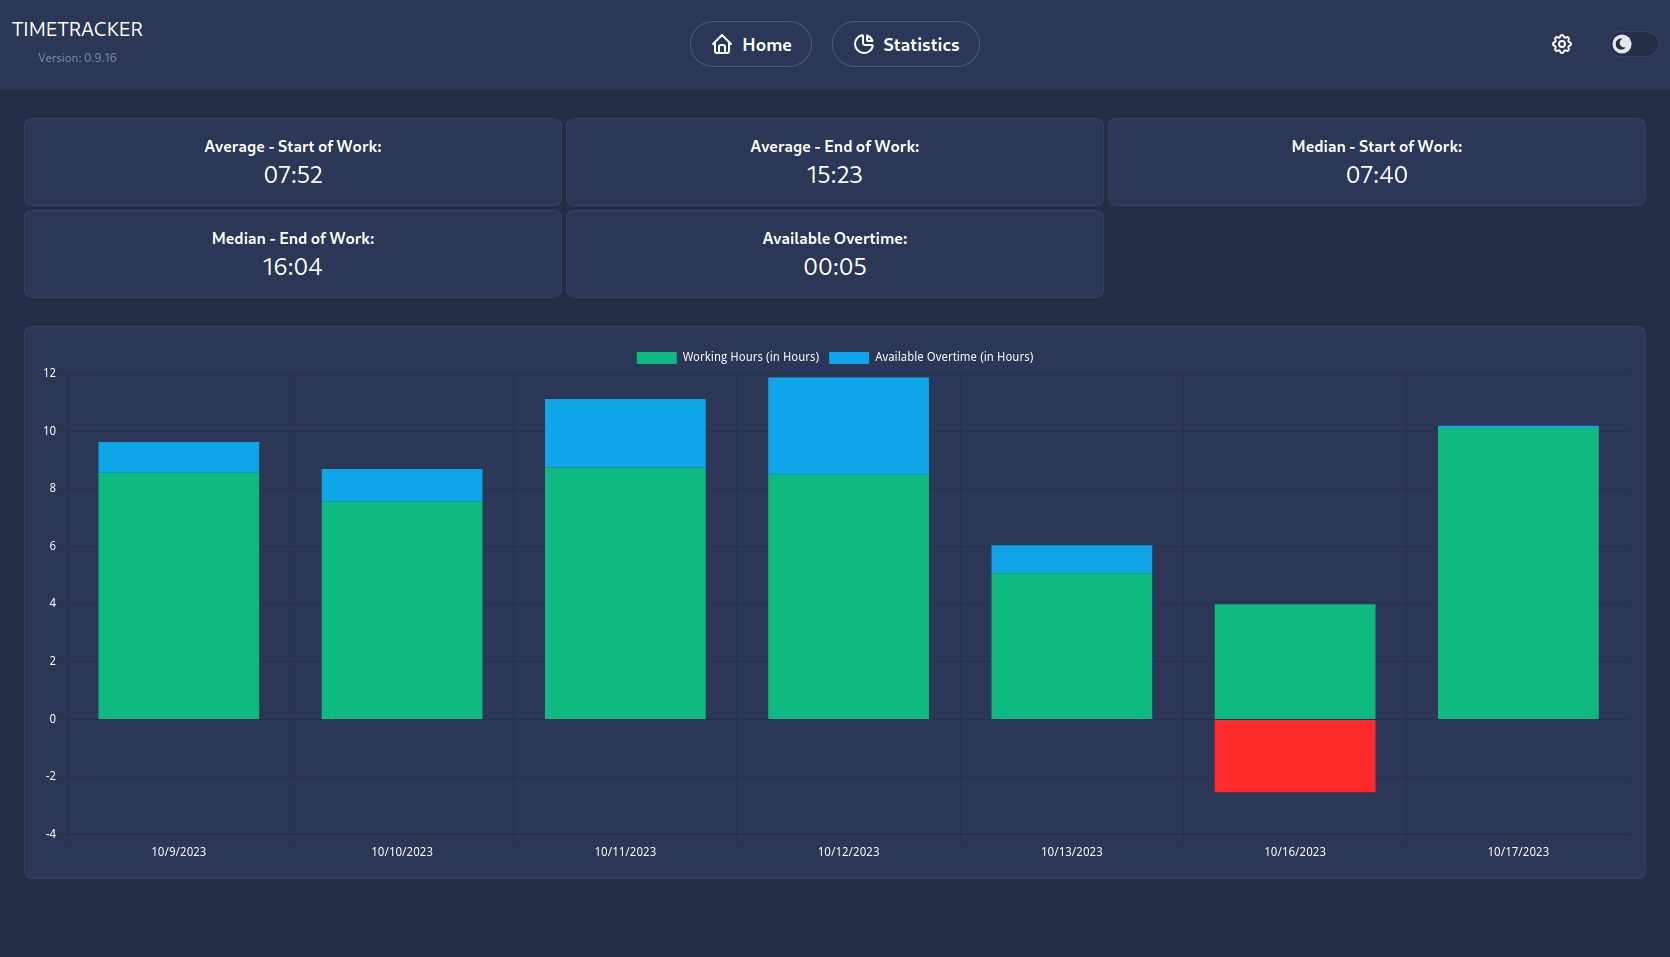 TIMETRACKER
Version: 0.9.16
Home
Statistics
Average - Start of Work:
07:52
Average - End of Work:
15:23
Median - Start of Work:
07:40
Median - End of Work:
16:04
Available Overtime:
00:05
Working Hours (in Hours)
Available Overtime (in Hours)
12
10
8
6
4
2
0
-2
-4
10/9/2023
10/10/2023
10/11/2023
10/12/2023
10/13/2023
10/16/2023
10/17/2023